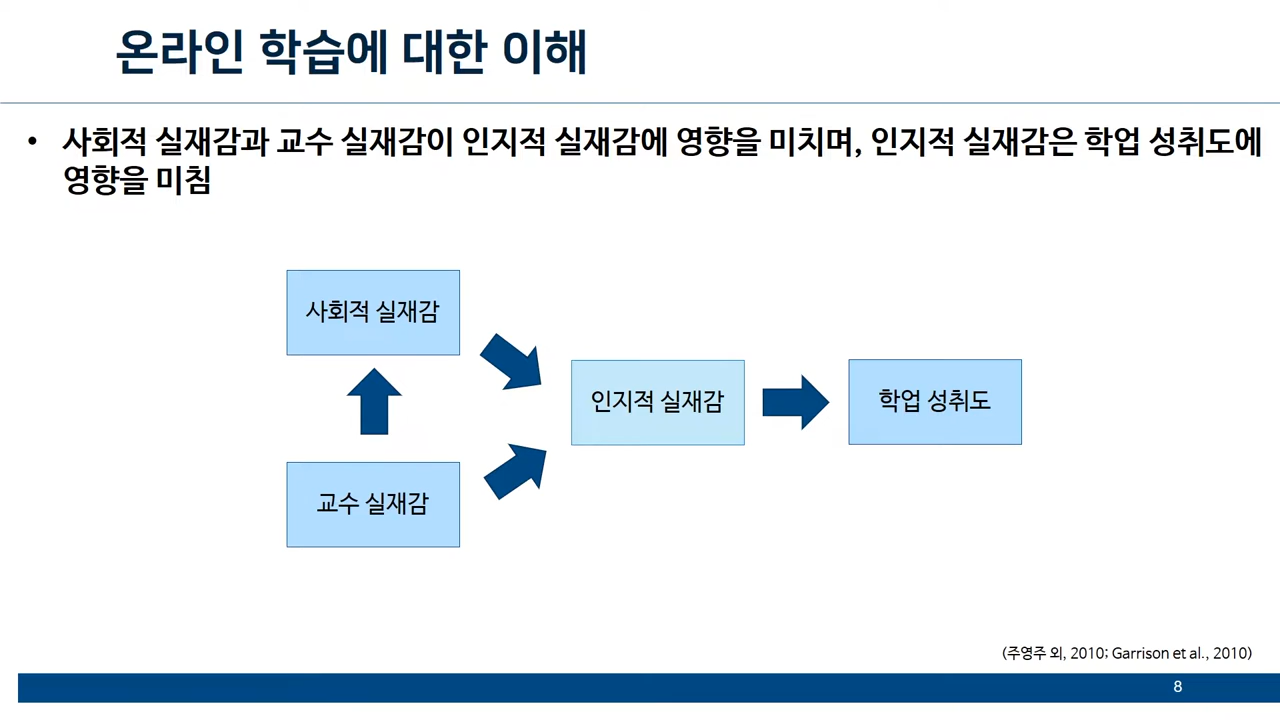 온라인 학습에 대한 이해
• 사회적 실재감과 교수 실재감이 인지적 실재감에 영향을 미치며, 인지적 실재감은 학업 성취도에
영향을 미침
사회적 실재감
인지적 실재감
학업 성취도
교수 실재감
(주영주 외, 2010; Garrison et al., 2010)
8